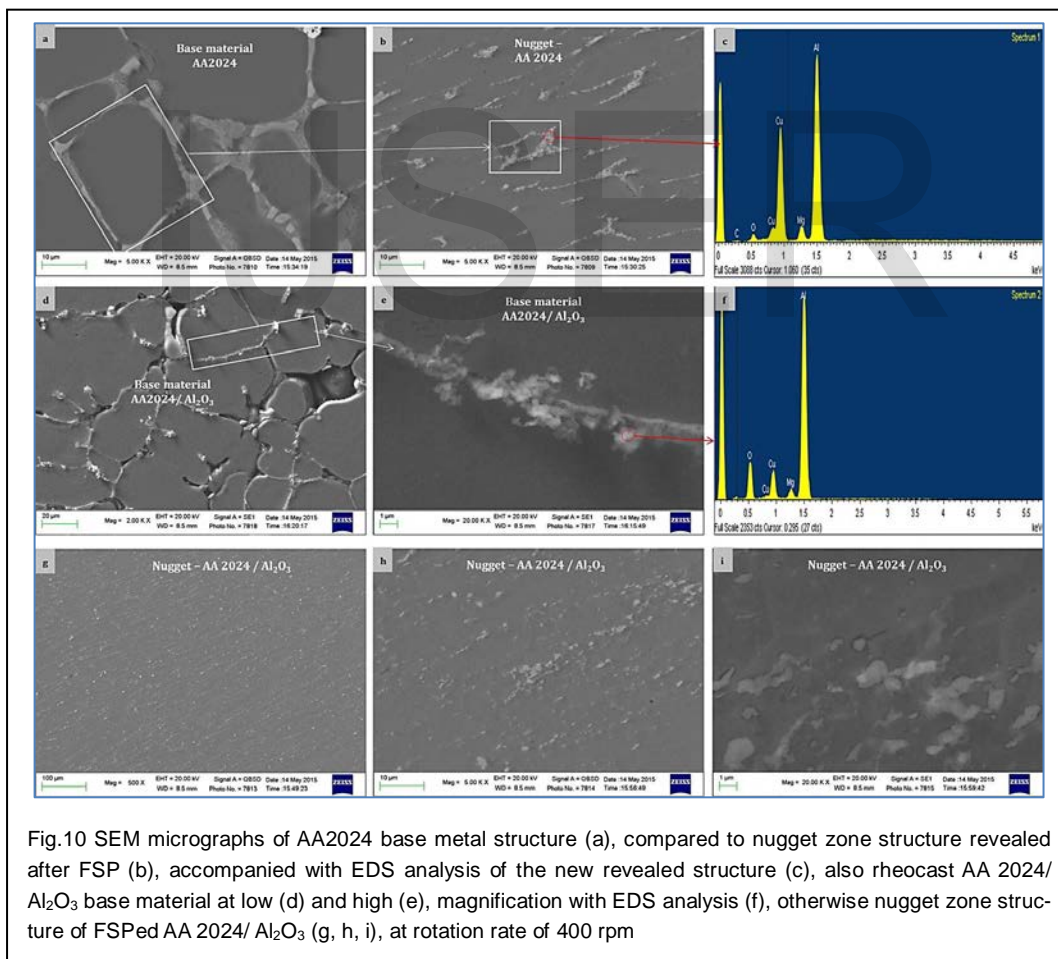 a
Base material
AA2024
10 μm
Mag = 5.00 K X
EHT = 20.00 kV
WD = 8.5 mm
Signal A = QBSD
Photo No. = 7810
Date :14 May 2015
Time :15:34:19
ZEISS
b
Nugget –
AA 2024
10 μm
Mag = 5.00 K X
EHT = 20.00 kV
WD = 8.5 mm
Signal A = QBSD
Photo No. = 7809
Date :14 May 2015
Time :15:30:25
ZEISS
c
Spectrum 1
Al
Cu
C
O
Cu
Mg
0 0.5 1 1.5 2 2.5 3 3.5 4 4.5
Full Scale 3088 cts Cursor: 1.060 (35 cts)
keV
IJSER
d
Base material
AA2024/ Al₂O₃
20 μm
Mag = 2.00 K X
EHT = 20.00 kV
WD = 8.5 mm
Signal A = SE1
Photo No. = 7818
Date :14 May 2015
Time :16:20:17
ZEISS
e
Base material
AA2024/ Al₂O₃
1 μm
Mag = 20.00 K X
EHT = 20.00 kV
WD = 8.5 mm
Signal A = SE1
Photo No. = 7817
Date :14 May 2015
Time :16:15:49
ZEISS
f
Spectrum 2
Al
O
Cu
Cu
Mg
0 0.5 1 1.5 2 2.5 3 3.5 4 4.5 5 5.5
Full Scale 2353 cts Cursor: 0.295 (27 cts)
keV
g
Nugget – AA 2024 / Al₂O₃
100 μm
Mag = 500 X
EHT = 20.00 kV
WD = 8.5 mm
Signal A = QBSD
Photo No. = 7813
Date :14 May 2015
Time :15:49:23
ZEISS
h
Nugget – AA 2024 / Al₂O₃
10 μm
Mag = 5.00 K X
EHT = 20.00 kV
WD = 8.5 mm
Signal A = QBSD
Photo No. = 7814
Date :14 May 2015
Time :15:58:49
ZEISS
i
Nugget – AA 2024 / Al₂O₃
1 μm
Mag = 20.00 K X
EHT = 20.00 kV
WD = 8.5 mm
Signal A = SE1
Photo No. = 7815
Date :14 May 2015
Time :15:59:42
ZEISS
Fig.10 SEM micrographs of AA2024 base metal structure (a), compared to nugget zone structure revealed
after FSP (b), accompanied with EDS analysis of the new revealed structure (c), also rheocast AA 2024/
Al₂O₃ base material at low (d) and high (e), magnification with EDS analysis (f), otherwise nugget zone struc-
ture of FSPed AA 2024/ Al₂O₃ (g, h, i), at rotation rate of 400 rpm